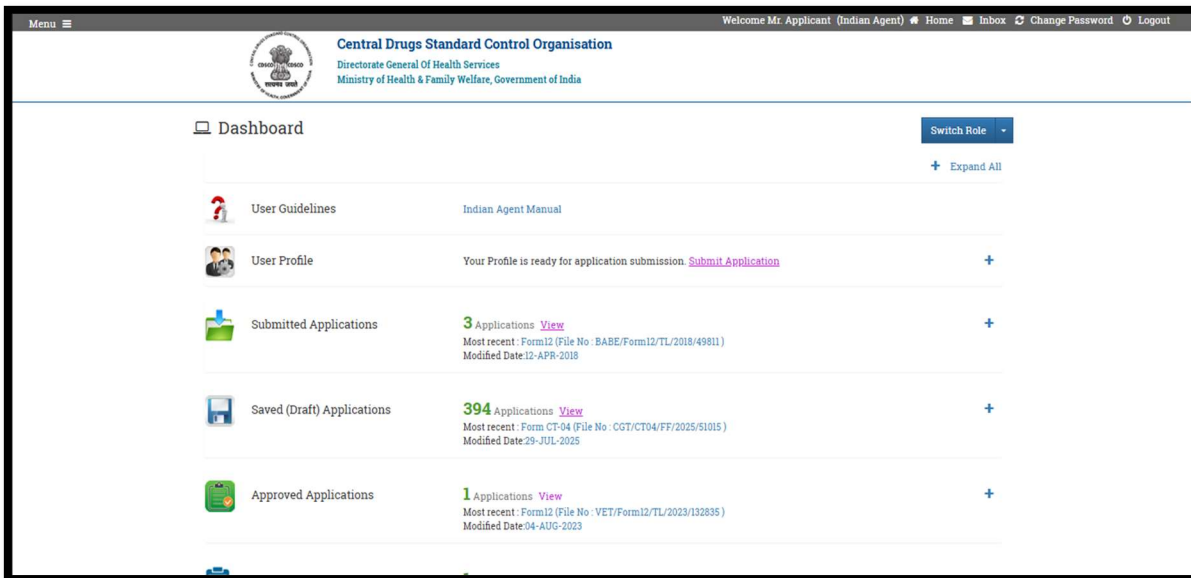 Menu
Welcome Mr. Applicant (Indian Agent) Home Inbox Change Password Logout
CDSCO CDSCO
सत्यमेव जयते
Central Drugs Standard Control Organisation
Directorate General Of Health Services
Ministry of Health & Family Welfare, Government of India
Dashboard
Switch Role
+ Expand All
User Guidelines
Indian Agent Manual
User Profile
Your Profile is ready for application submission. Submit Application
+
Submitted Applications
3 Applications View
+
Most recent : Form12 (File No : BABE/Form12/TL/2018/49811 )
Modified Date:12-APR-2018
Saved (Draft) Applications
394 Applications View
+
Most recent : Form CT-04 (File No : CGT/CT04/FF/2025/51015 )
Modified Date:29-JUL-2025
Approved Applications
1 Applications View
+
Most recent : Form12 (File No : VET/Form12/TL/2023/132835 )
Modified Date:04-AUG-2023